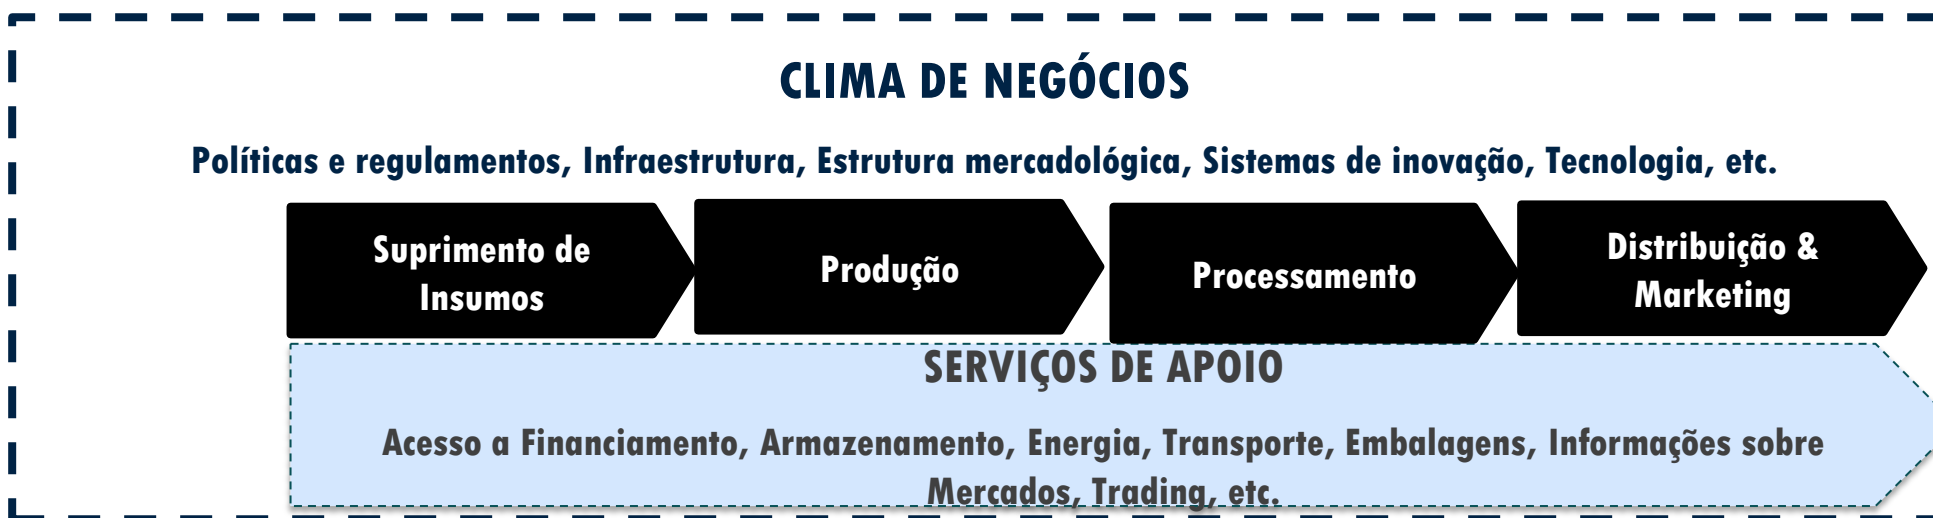 CLIMA DE NEGÓCIOS
Políticas e regulamentos, Infraestrutura, Estrutura mercadológica, Sistemas de inovação, Tecnologia, etc.
Suprimento de
Insumos
Produção
Processamento
Distribuição &
Marketing
SERVIÇOS DE APOIO
Acesso a Financiamento, Armazenamento, Energia, Transporte, Embalagens, Informações sobre
Mercados, Trading, etc.